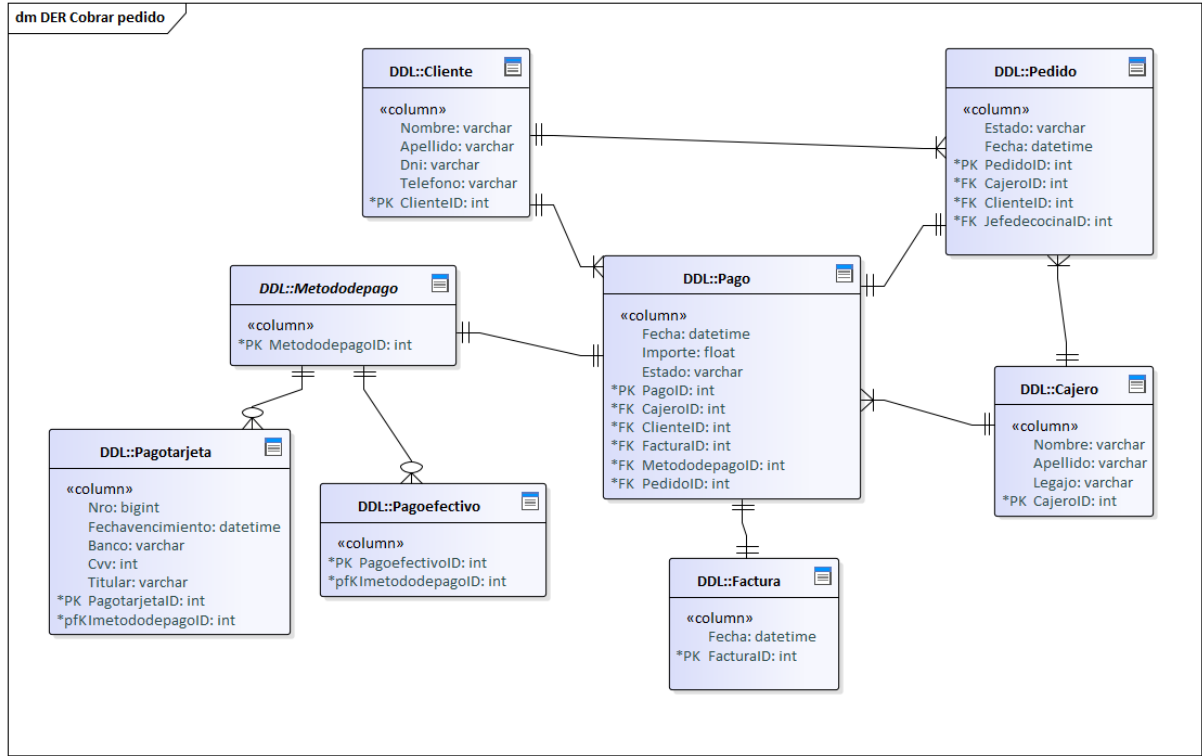 dm DER Cobrar pedido
DDL::Cliente
«column»
Nombre: varchar
Apellido: varchar
Dni: varchar
Telefono: varchar
*PK ClienteID: int
DDL::Pedido
«column»
Estado: varchar
Fecha: datetime
*PK PedidoID: int
*FK CajeroID: int
*FK ClienteID: int
*FK JefedecocinaID: int
DDL::Metododepago
«column»
*PK MetododepagoID: int
DDL::Pago
«column»
Fecha: datetime
Importe: float
Estado: varchar
*PK PagoID: int
*FK CajeroID: int
*FK ClienteID: int
*FK FacturaID: int
*FK MetododepagoID: int
*FK PedidoID: int
DDL::Cajero
«column»
Nombre: varchar
Apellido: varchar
Legajo: varchar
*PK CajeroID: int
DDL::Pagotarjeta
«column»
Nro: bigint
Fechavencimiento: datetime
Banco: varchar
Cvv: int
Titular: varchar
*PK PagotarjetaID: int
*pfKImetododepagoID: int
DDL::Pagoefectivo
«column»
*PK PagoefectivoID: int
*pfKImetododepagoID: int
DDL::Factura
«column»
Fecha: datetime
*PK FacturaID: int